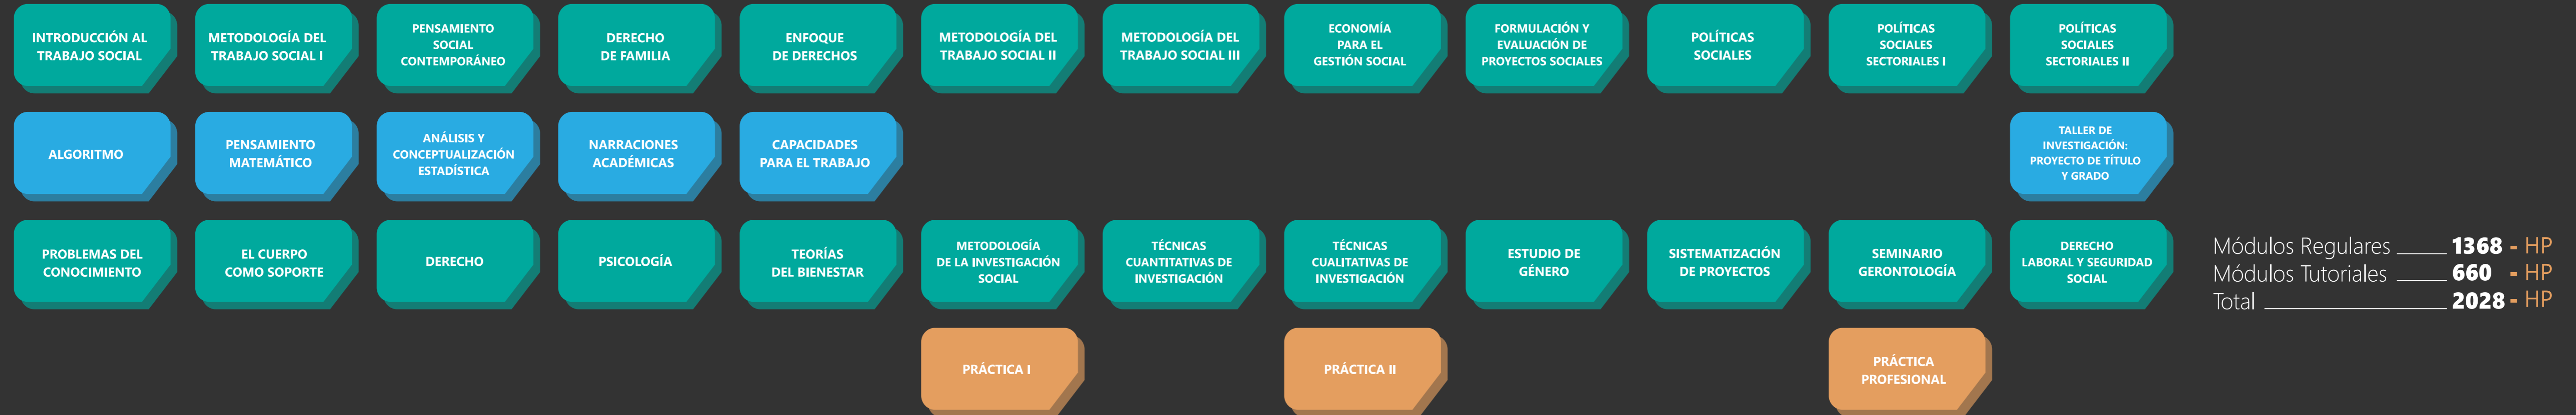 INTRODUCCIÓN AL
TRABAJO SOCIAL
METODOLOGÍA DEL
TRABAJO SOCIAL I
PENSAMIENTO
SOCIAL
CONTEMPORÁNEO
DERECHO
DE FAMILIA
ENFOQUE
DE DERECHOS
METODOLOGÍA DEL
TRABAJO SOCIAL II
METODOLOGÍA DEL
TRABAJO SOCIAL III
ECONOMÍA
PARA EL
GESTIÓN SOCIAL
FORMULACIÓN Y
EVALUACIÓN DE
PROYECTOS SOCIALES
POLÍTICAS
SOCIALES
POLÍTICAS
SOCIALES
SECTORIALES I
POLÍTICAS
SOCIALES
SECTORIALES II
ALGORITMO
PENSAMIENTO
MATEMÁTICO
ANÁLISIS Y
CONCEPTUALIZACIÓN
ESTADÍSTICA
NARRACIONES
ACADÉMICAS
CAPACIDADES
PARA EL TRABAJO
TALLER DE
INVESTIGACIÓN:
PROYECTO DE TÍTULO
Y GRADO
PROBLEMAS DEL
CONOCIMIENTO
EL CUERPO
COMO SOPORTE
DERECHO
PSICOLOGÍA
TEORÍAS
DEL BIENESTAR
METODOLOGÍA
DE LA INVESTIGACIÓN
SOCIAL
TÉCNICAS
CUANTITATIVAS DE
INVESTIGACIÓN
TÉCNICAS
CUALITATIVAS DE
INVESTIGACIÓN
ESTUDIO DE
GÉNERO
SISTEMATIZACIÓN
DE PROYECTOS
SEMINARIO
GERONTOLOGÍA
DERECHO
LABORAL Y SEGURIDAD
SOCIAL
Módulos Regulares ____ 1368 - HP
Módulos Tutoriales ____ 660 - HP
Total ____ 2028 - HP
PRÁCTICA I
PRÁCTICA II
PRÁCTICA
PROFESIONAL